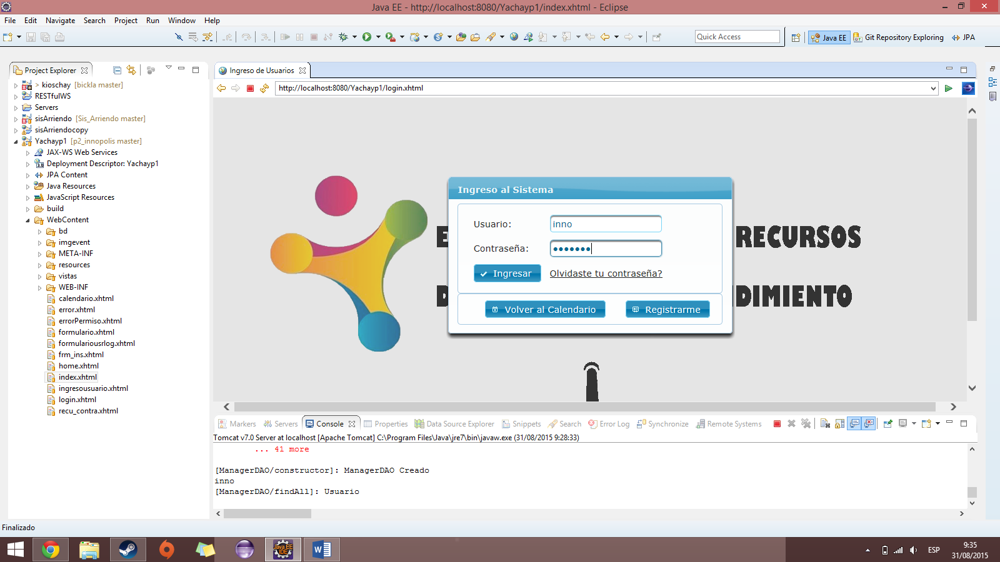 Java EE - http://localhost:8080/Yachayp1/index.xhtml - Eclipse
File Edit Navigate Search Project Run Window Help
Quick Access
Java EE
Git Repository Exploring
JPA
Project Explorer
> kioschay [bickla master]
RESTfulWS
Servers
sisArriendo [Sis_Arriendo master]
sisArriendocopy
Yachayp1 [p2_innopolis master]
JAX-WS Web Services
Deployment Descriptor: Yachayp1
JPA Content
Java Resources
JavaScript Resources
build
WebContent
bd
imgevent
META-INF
resources
vistas
WEB-INF
calendario.xhtml
error.xhtml
errorPermiso.xhtml
formulario.xhtml
formulariousrlog.xhtml
frm_ins.xhtml
home.xhtml
index.xhtml
ingresousuario.xhtml
login.xhtml
recu_contra.xhtml
Ingreso de Usuarios
http://localhost:8080/Yachayp1/login.xhtml
E RECURSOS
D DIMIENTO
Ingreso al Sistema
Usuario: inno
Contraseña: •••••••
Ingresar Olvidaste tu contraseña?
Volver al Calendario Registrarme
Markers Servers Console Properties Data Source Explorer Snippets Search Error Log Synchronize Remote Systems
Tomcat v7.0 Server at localhost [Apache Tomcat] C:\Program Files\Java\jre7\bin\javaw.exe (31/08/2015 9:28:33)
... 41 more
[ManagerDAO/constructor]: ManagerDAO Creado
inno
[ManagerDAO/findAll]: Usuario
Finalizado
Java EE
IDE
ESP
9:35
31/08/2015